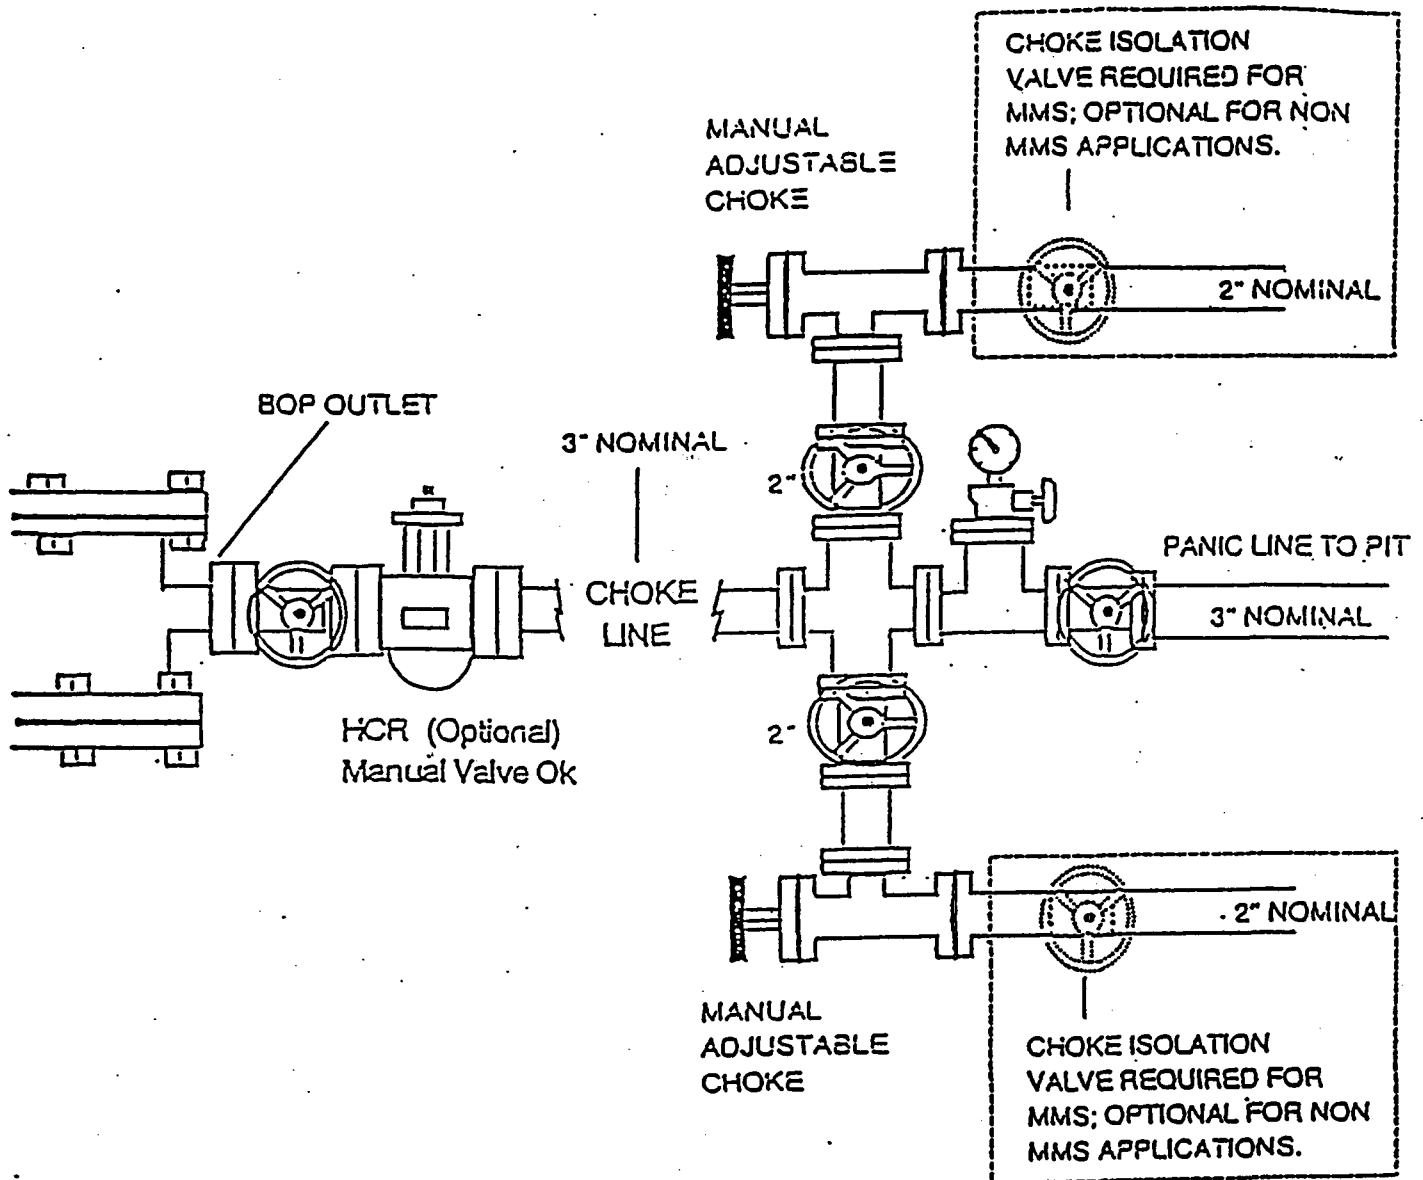 CHOKE ISOLATION
VALVE REQUIRED FOR
MMS; OPTIONAL FOR NON
MMS APPLICATIONS.
MANUAL
ADJUSTABLE
CHOKE
2" NOMINAL
BOP OUTLET
3" NOMINAL
2"
PANIC LINE TO PIT
CHOKE
LINE
3" NOMINAL
HCR (Optional)
Manual Valve Ok
2"
2" NOMINAL
MANUAL
ADJUSTABLE
CHOKE
CHOKE ISOLATION
VALVE REQUIRED FOR
MMS; OPTIONAL FOR NON
MMS APPLICATIONS.